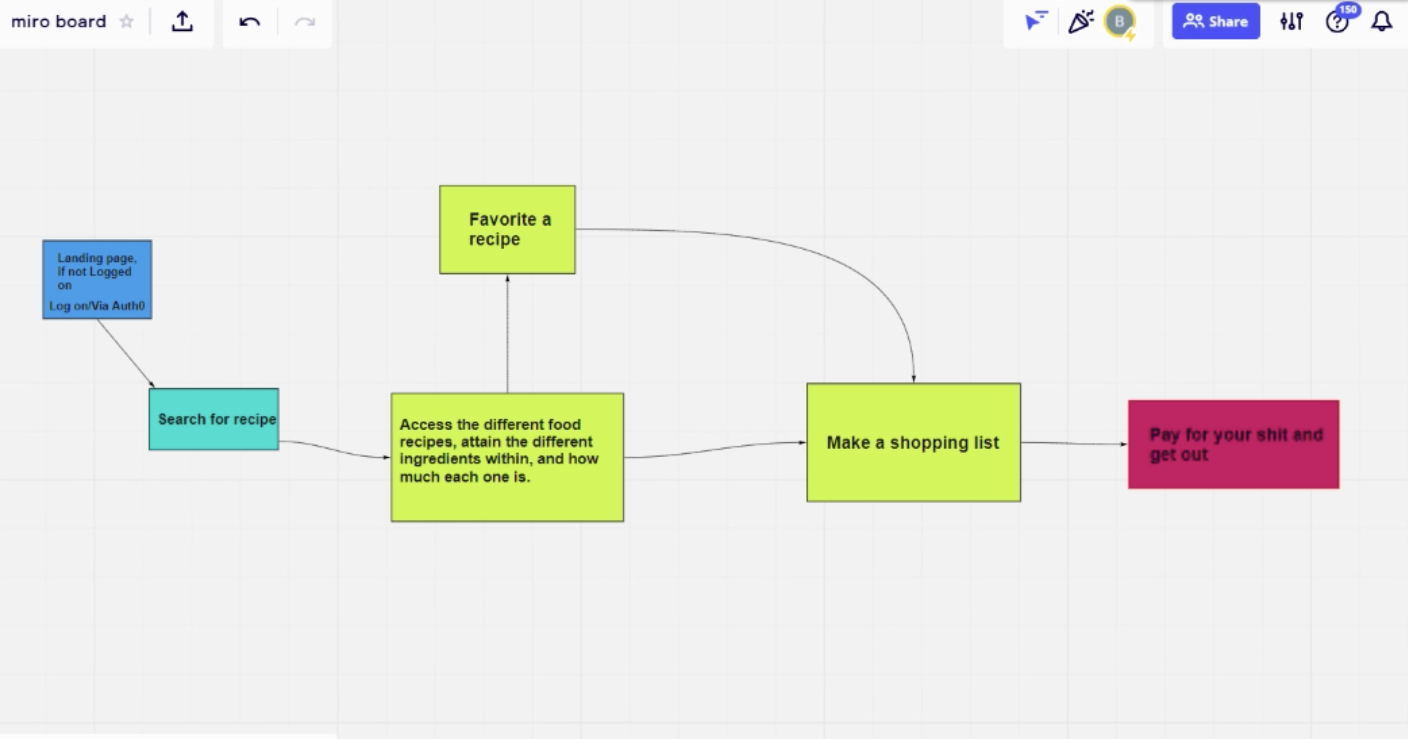 miro board
B
Share
150
Favorite a
recipe
Landing page,
if not Logged
on
Log on/Via Auth0
Search for recipe
Access the different food
recipes, attain the different
ingredients within, and how
much each one is.
Make a shopping list
Pay for your shit and
get out